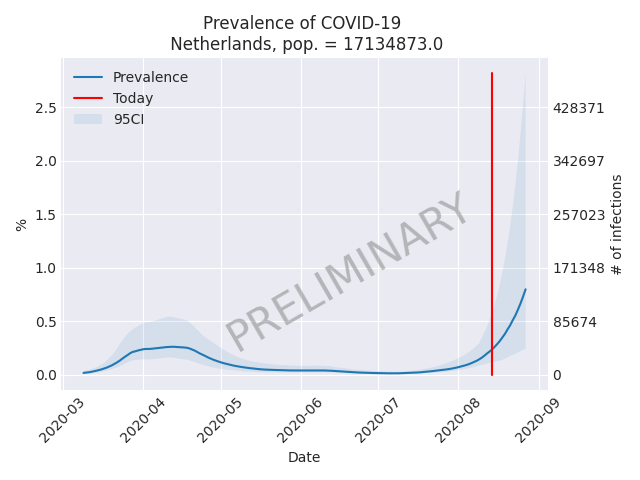 Prevalence of COVID-19
Netherlands, pop. = 17134873.0
Prevalence
Today
95CI
2.5
2.0
1.5
1.0
0.5
0.0
%
428371
342697
257023
171348
85674
0
# of infections
PRELIMINARY
2020-03
2020-04
2020-05
2020-06
2020-07
2020-08
2020-09
Date